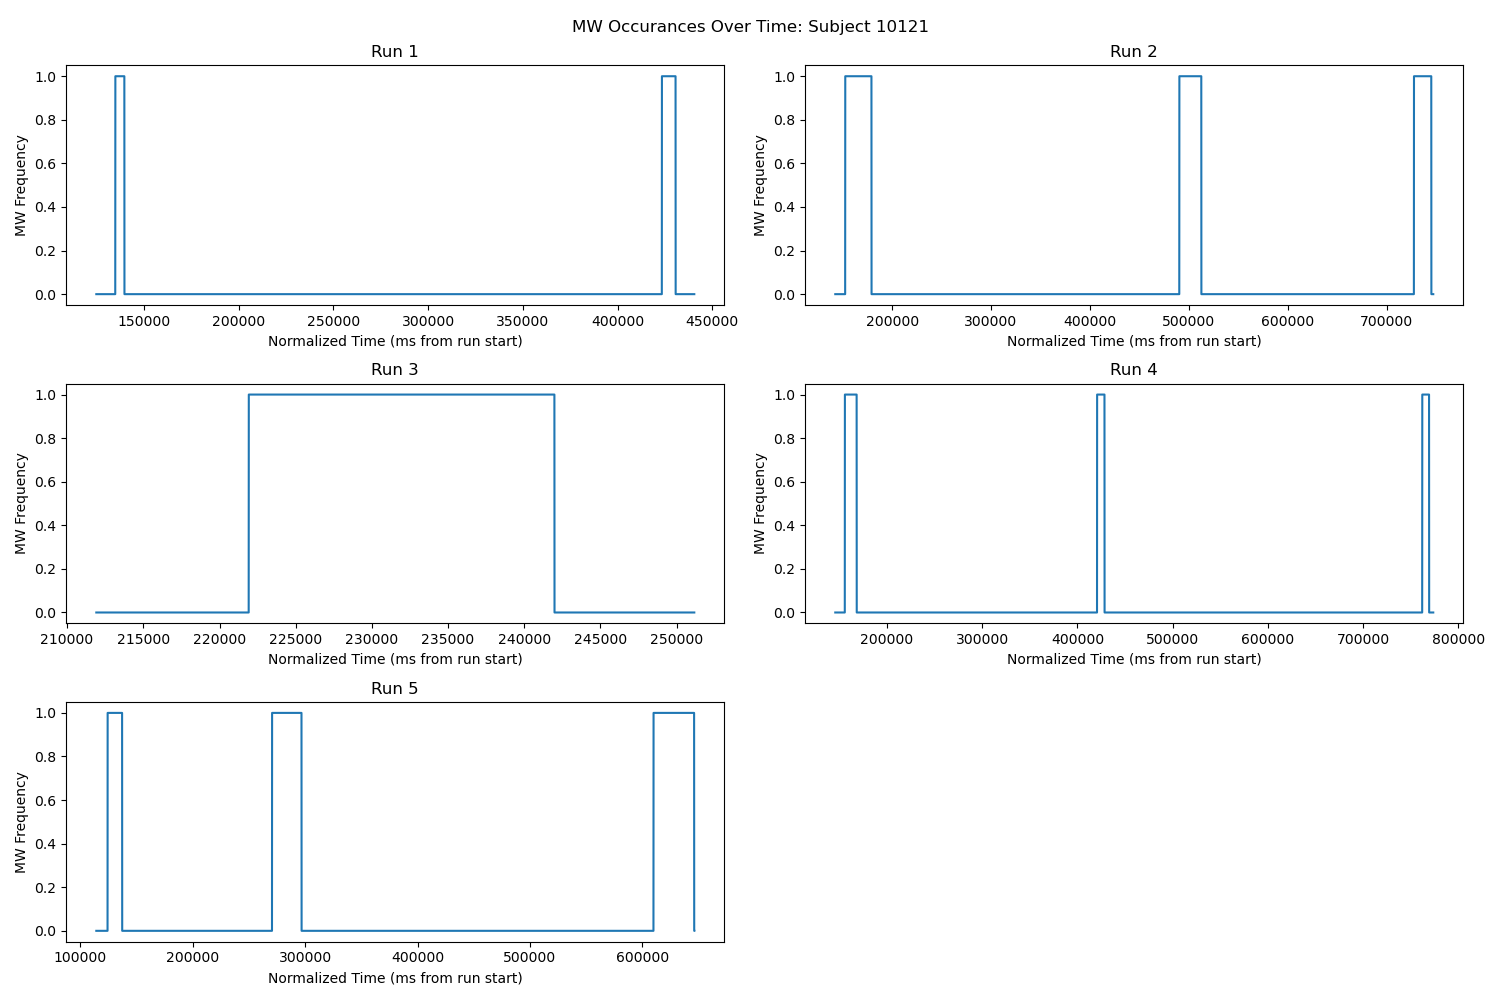 MW Occurances Over Time: Subject 10121
Run 1
1.0
0.8
0.6
0.4
0.2
0.0
MW Frequency
150000 200000 250000 300000 350000 400000 450000
Normalized Time (ms from run start)
Run 2
1.0
0.8
0.6
0.4
0.2
0.0
MW Frequency
200000 300000 400000 500000 600000 700000
Normalized Time (ms from run start)
Run 3
1.0
0.8
0.6
0.4
0.2
0.0
MW Frequency
210000 215000 220000 225000 230000 235000 240000 245000 250000
Normalized Time (ms from run start)
Run 4
1.0
0.8
0.6
0.4
0.2
0.0
MW Frequency
200000 300000 400000 500000 600000 700000 800000
Normalized Time (ms from run start)
Run 5
1.0
0.8
0.6
0.4
0.2
0.0
MW Frequency
100000 200000 300000 400000 500000 600000
Normalized Time (ms from run start)